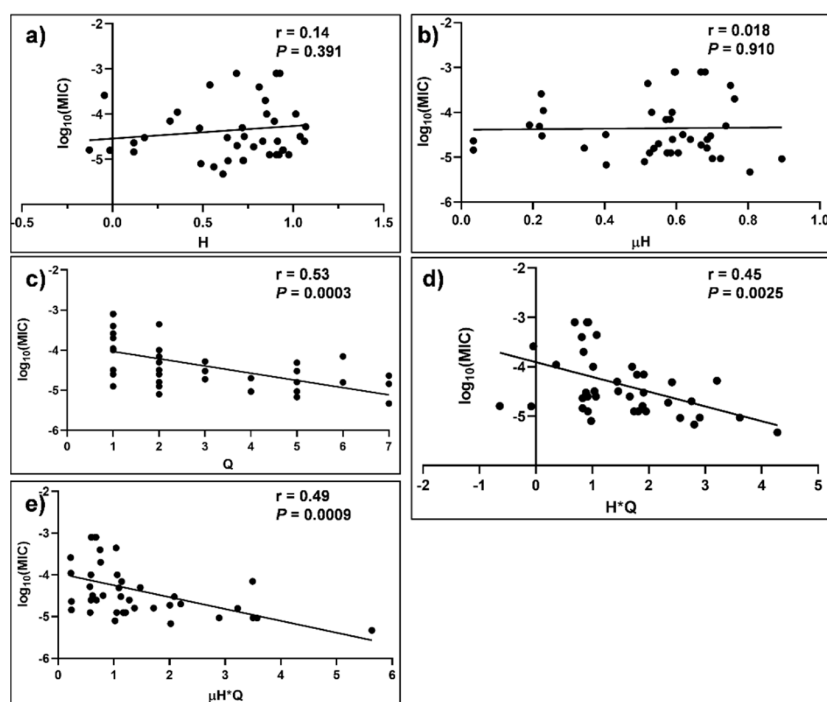 a)
r = 0.14
P = 0.391
log10(MIC)
-2
-3
-4
-5
-6
-0.5 0.0 0.5 1.0 1.5
H
b)
r = 0.018
P = 0.910
log10(MIC)
-2
-3
-4
-5
-6
0.0 0.2 0.4 0.6 0.8 1.0
μH
c)
r = 0.53
P = 0.0003
log10(MIC)
-2
-3
-4
-5
-6
0 1 2 3 4 5 6 7
Q
d)
r = 0.45
P = 0.0025
log10(MIC)
-2
-3
-4
-5
-2 -1 0 1 2 3 4 5
H*Q
e)
r = 0.49
P = 0.0009
log10(MIC)
-2
-3
-4
-5
-6
0 1 2 3 4 5 6
μH*Q